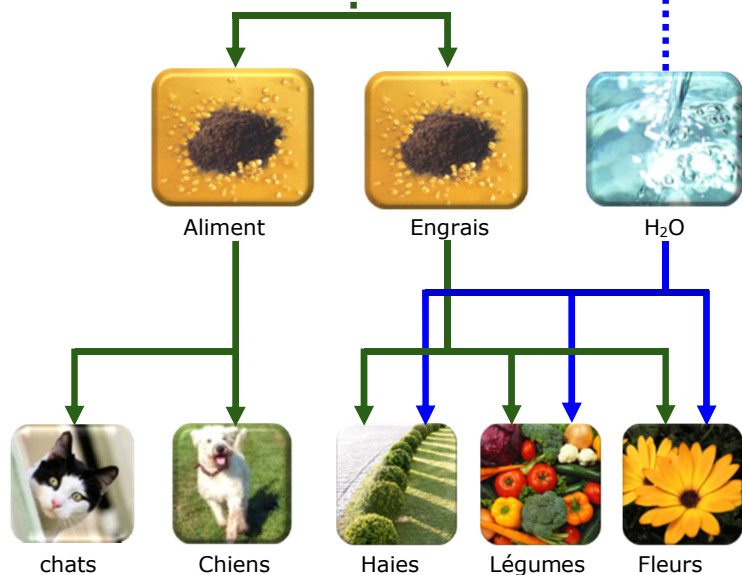 Aliment
Engrais
H₂O
chats
Chiens
Haies
Légumes
Fleurs